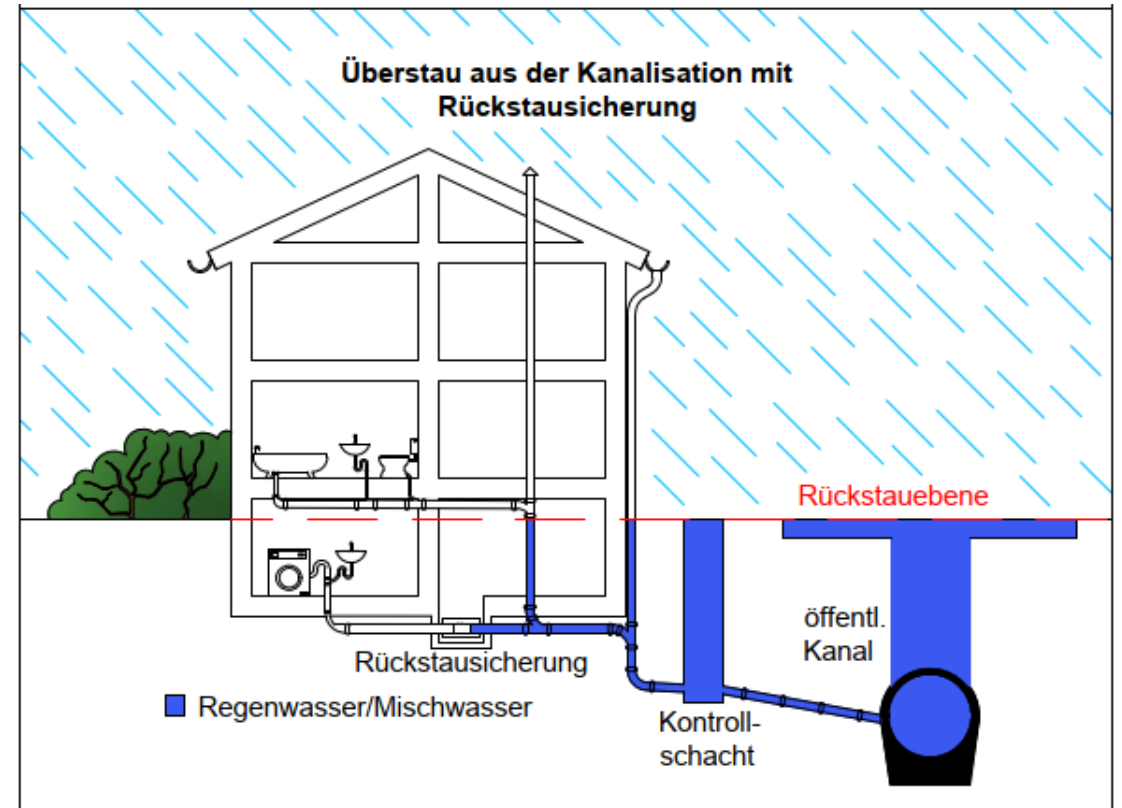 Überstau aus der Kanalisation mit
Rückstausicherung
Rückstauebene
öffentl.
Kanal
Rückstausicherung
Regenwasser/Mischwasser
Kontroll-
schacht